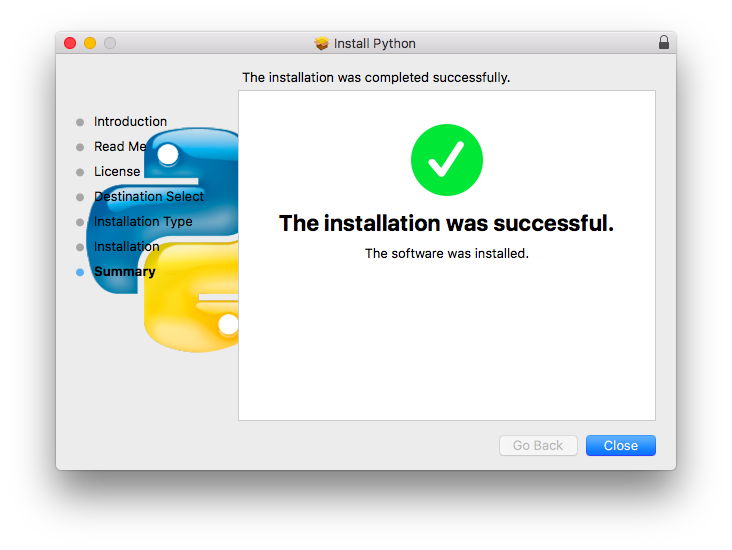 Install Python
The installation was completed successfully.
Introduction
Read Me
License
Destination Select
Installation Type
Installation
Summary
The installation was successful.
The software was installed.
Go Back
Close